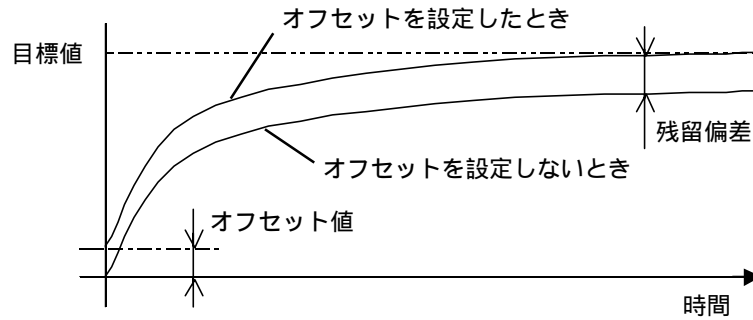 オフセットを設定したとき
目標値
残留偏差
オフセットを設定しないとき
オフセット値
時間